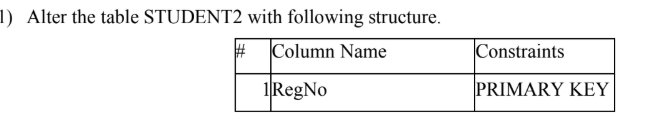 1) Alter the table STUDENT2 with following structure.
# Column Name Constraints
1 RegNo PRIMARY KEY